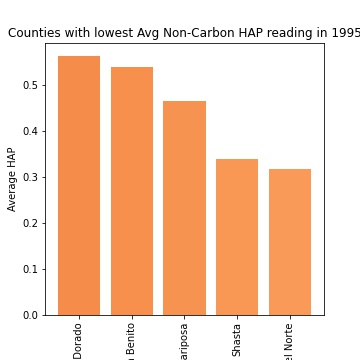 Counties with lowest Avg Non-Carbon HAP reading in 1995
Average HAP
0.5
0.4
0.3
0.2
0.1
0.0
Dorado
Benito
ariposa
Shasta
el Norte